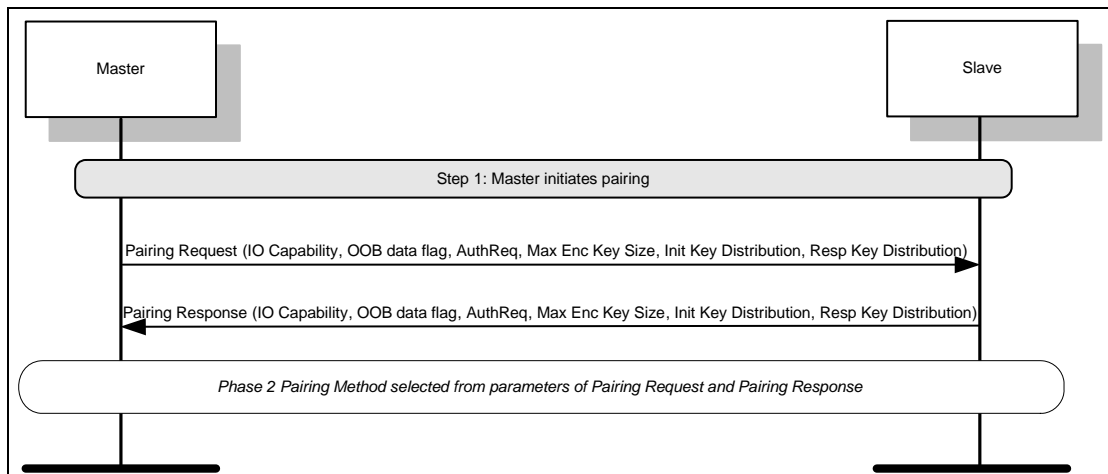 Master
Slave
Step 1: Master initiates pairing
Pairing Request (IO Capability, OOB data flag, AuthReq, Max Enc Key Size, Init Key Distribution, Resp Key Distribution)
Pairing Response (IO Capability, OOB data flag, AuthReq, Max Enc Key Size, Init Key Distribution, Resp Key Distribution)
Phase 2 Pairing Method selected from parameters of Pairing Request and Pairing Response